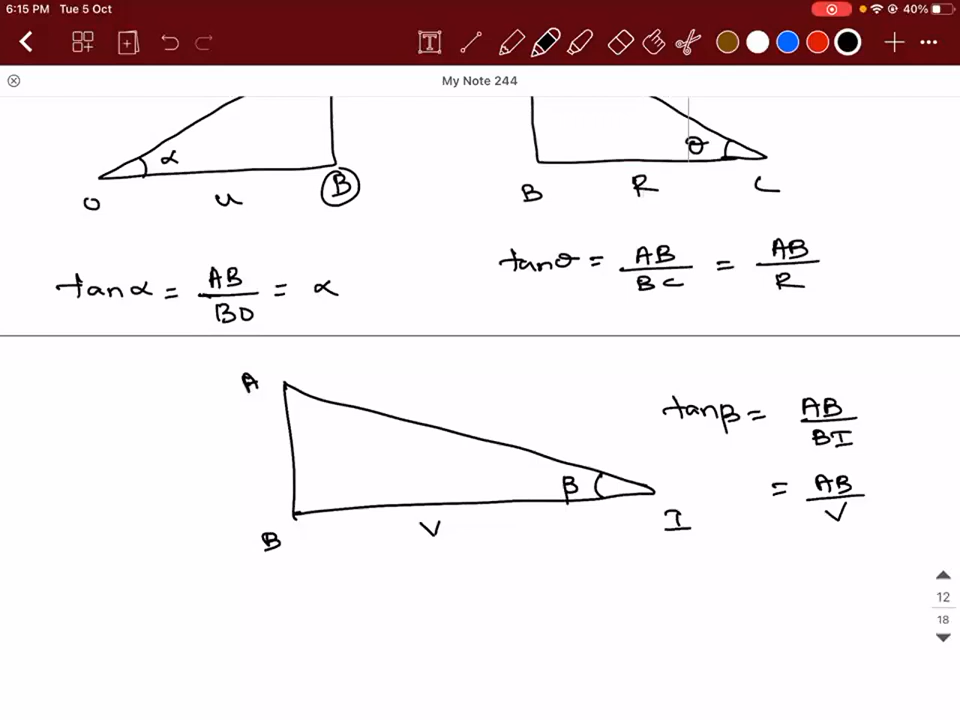 6:15 PM Tue 5 Oct
40%
My Note 244
α
θ
O
u
B
B
R
C
tanα = AB/BO = α
tanθ = AB/BC = AB/R
A
tanβ = AB/BI
β
= AB/V
B
V
I
12
18